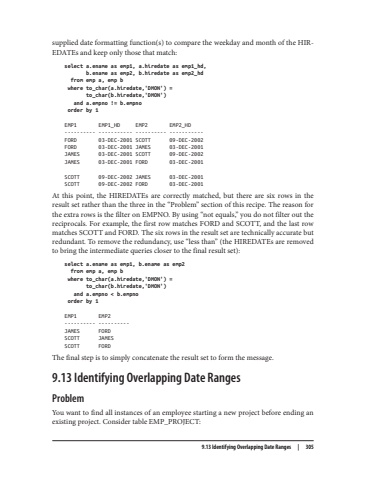 supplied date formatting function(s) to compare the weekday and month of the HIR-
EDATEs and keep only those that match:
select a.ename as emp1, a.hiredate as emp1_hd,
b.ename as emp2, b.hiredate as emp2_hd
from emp a, emp b
where to_char(a.hiredate,'DMON') =
to_char(b.hiredate,'DMON')
and a.empno != b.empno
order by 1
EMP1 EMP1_HD EMP2 EMP2_HD
---------- ----------- ---------- -----------
FORD 03-DEC-2001 SCOTT 09-DEC-2002
FORD 03-DEC-2001 JAMES 03-DEC-2001
JAMES 03-DEC-2001 SCOTT 09-DEC-2002
JAMES 03-DEC-2001 FORD 03-DEC-2001
SCOTT 09-DEC-2002 JAMES 03-DEC-2001
SCOTT 09-DEC-2002 FORD 03-DEC-2001
At this point, the HIREDATEs are correctly matched, but there are six rows in the
result set rather than the three in the “Problem” section of this recipe. The reason for
the extra rows is the filter on EMPNO. By using “not equals,” you do not filter out the
reciprocals. For example, the first row matches FORD and SCOTT, and the last row
matches SCOTT and FORD. The six rows in the result set are technically accurate but
redundant. To remove the redundancy, use “less than” (the HIREDATEs are removed
to bring the intermediate queries closer to the final result set):
select a.ename as emp1, b.ename as emp2
from emp a, emp b
where to_char(a.hiredate,'DMON') =
to_char(b.hiredate,'DMON')
and a.empno < b.empno
order by 1
EMP1 EMP2
---------- ----------
JAMES FORD
SCOTT JAMES
SCOTT FORD
The final step is to simply concatenate the result set to form the message.
9.13 Identifying Overlapping Date Ranges
Problem
You want to find all instances of an employee starting a new project before ending an
existing project. Consider table EMP_PROJECT:
9.13 Identifying Overlapping Date Ranges | 305